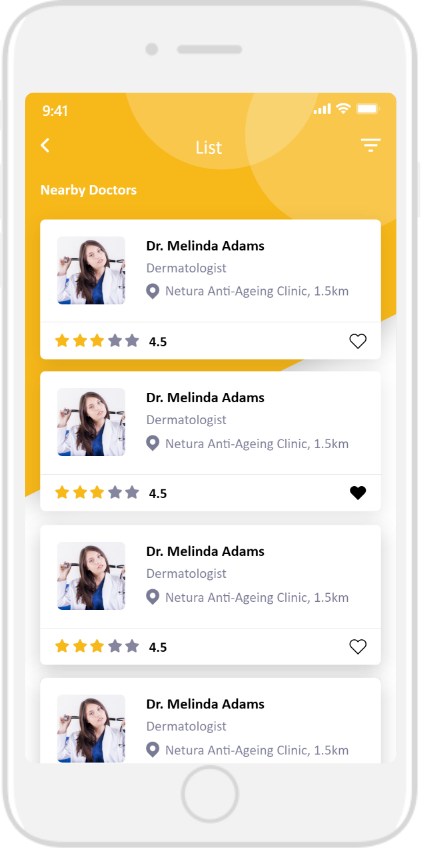 9:41
List
Nearby Doctors
Dr. Melinda Adams
Dermatologist
Netura Anti-Ageing Clinic, 1.5km
4.5
Dr. Melinda Adams
Dermatologist
Netura Anti-Ageing Clinic, 1.5km
4.5
Dr. Melinda Adams
Dermatologist
Netura Anti-Ageing Clinic, 1.5km
4.5
Dr. Melinda Adams
Dermatologist
Netura Anti-Ageing Clinic, 1.5km